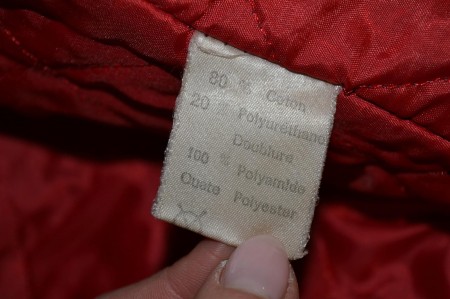 80 % Coton
20 Polyurethane
Doublure
100 % Polyamide
Ouate Polyester